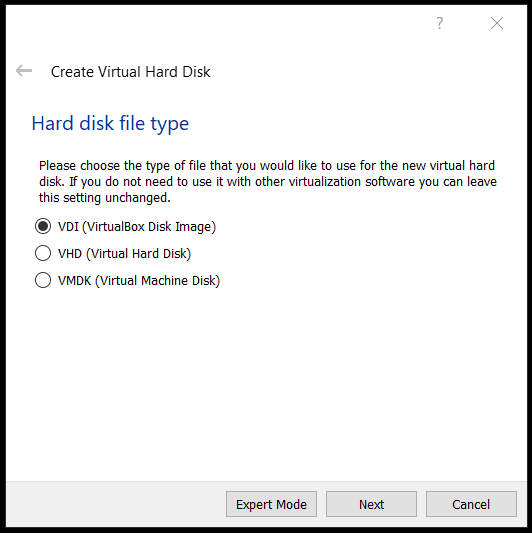 ?
Create Virtual Hard Disk
Hard disk file type
Please choose the type of file that you would like to use for the new virtual hard
disk. If you do not need to use it with other virtualization software you can leave
this setting unchanged.
VDI (VirtualBox Disk Image)
VHD (Virtual Hard Disk)
VMDK (Virtual Machine Disk)
Expert Mode Next Cancel